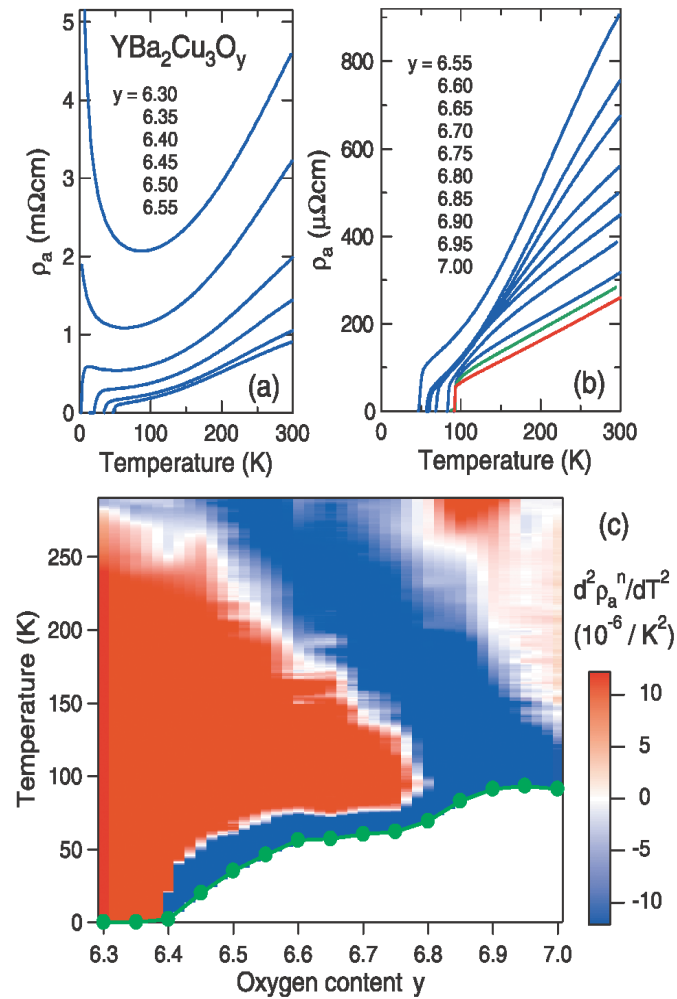 YBa₂Cu₃Oᵧ
y = 6.30
6.35
6.40
6.45
6.50
6.55
5
4
3
2
1
0
ρₐ (mΩcm)
(a)
0 100 200 300
Temperature (K)
y = 6.55
6.60
6.65
6.70
6.75
6.80
6.85
6.90
6.95
7.00
800
600
400
200
0
ρₐ (μΩcm)
(b)
0 100 200 300
Temperature (K)
(c)
250
200
150
100
50
0
Temperature (K)
6.3 6.4 6.5 6.6 6.7 6.8 6.9 7.0
Oxygen content y
d²ρₐⁿ/dT²
(10⁻⁶ / K²)
10
5
0
-5
-10